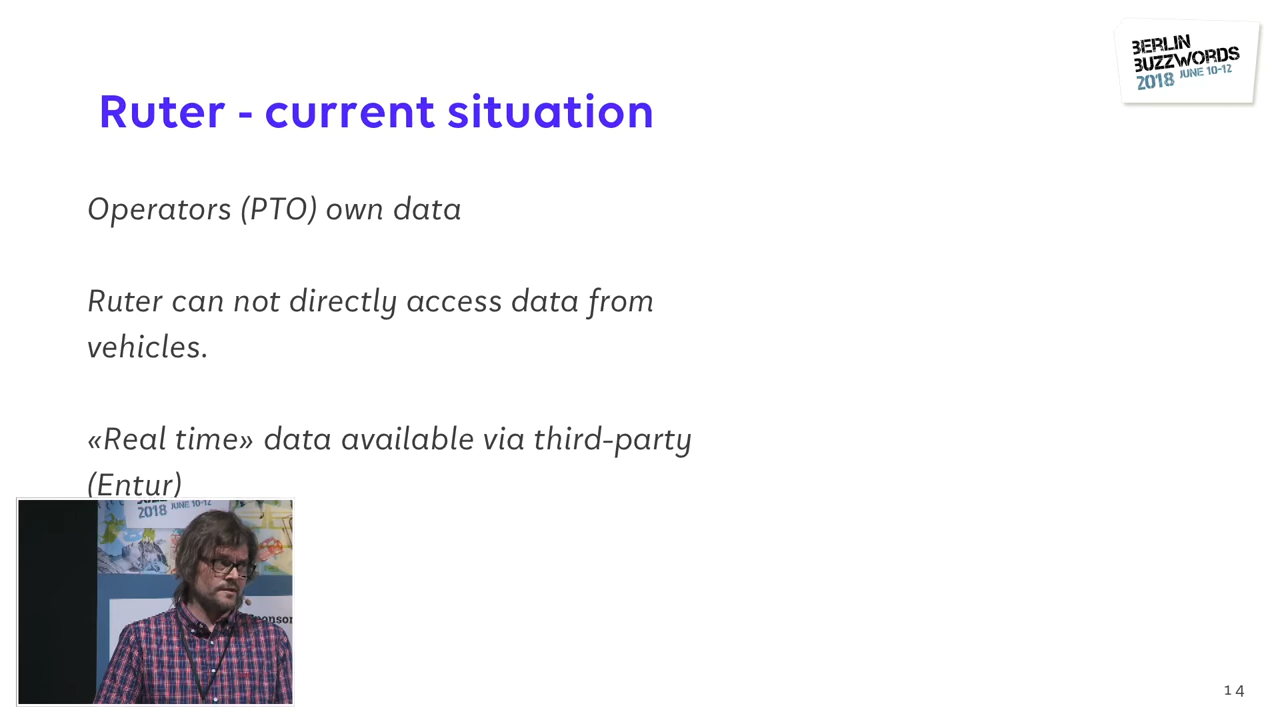 BERLIN
BUZZWORDS
2018 JUNE 10-12
Ruter - current situation
Operators (PTO) own data
Ruter can not directly access data from
vehicles.
«Real time» data available via third-party
(Entur)
2018 JUNE 10-12
14